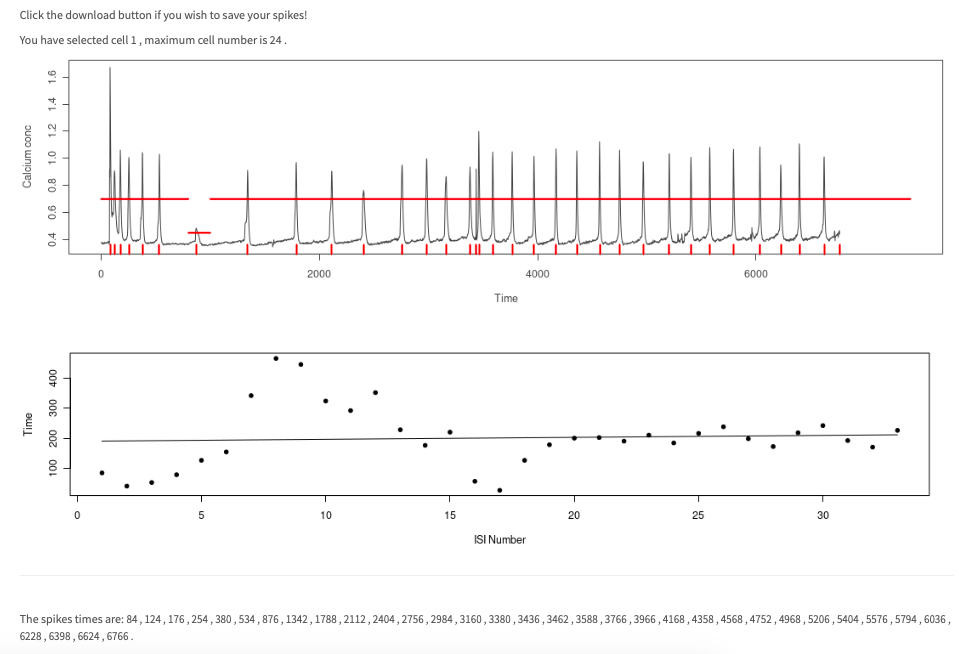 Click the download button if you wish to save your spikes!
You have selected cell 1 , maximum cell number is 24 .
Calcium conc
1.6
1.4
1.2
1.0
0.8
0.6
0.4
0 2000 4000 6000
Time
Time
400
300
200
100
0 5 10 15 20 25 30
ISI Number
The spikes times are: 84 , 124 , 176 , 254 , 380 , 534 , 876 , 1342 , 1788 , 2112 , 2404 , 2756 , 2984 , 3160 , 3380 , 3436 , 3462 , 3588 , 3766 , 3966 , 4168 , 4358 , 4568 , 4752 , 4968 , 5206 , 5404 , 5576 , 5794 , 6036 ,
6228 , 6398 , 6624 , 6766 .